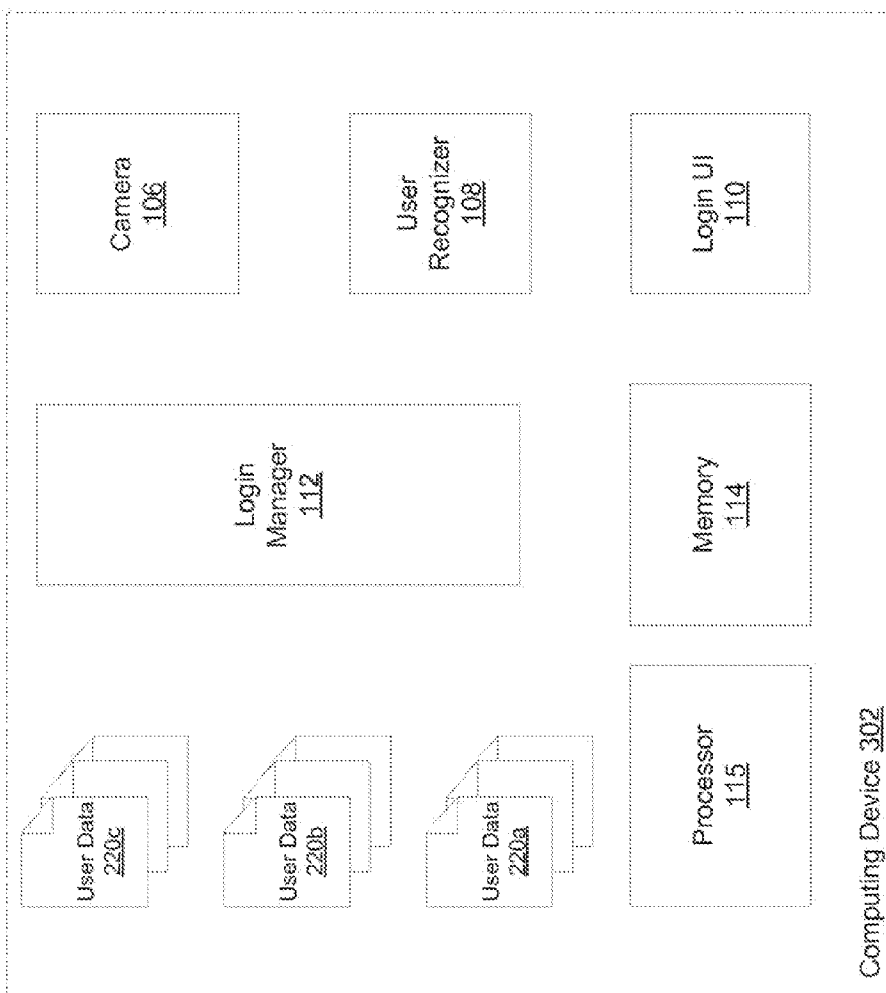 Camera
106
User Data
220c
Login
Manager
112
User Data
220b
User
Recognizer
108
User Data
220a
Processor
115
Memory
114
Login UI
110
Computing Device 302